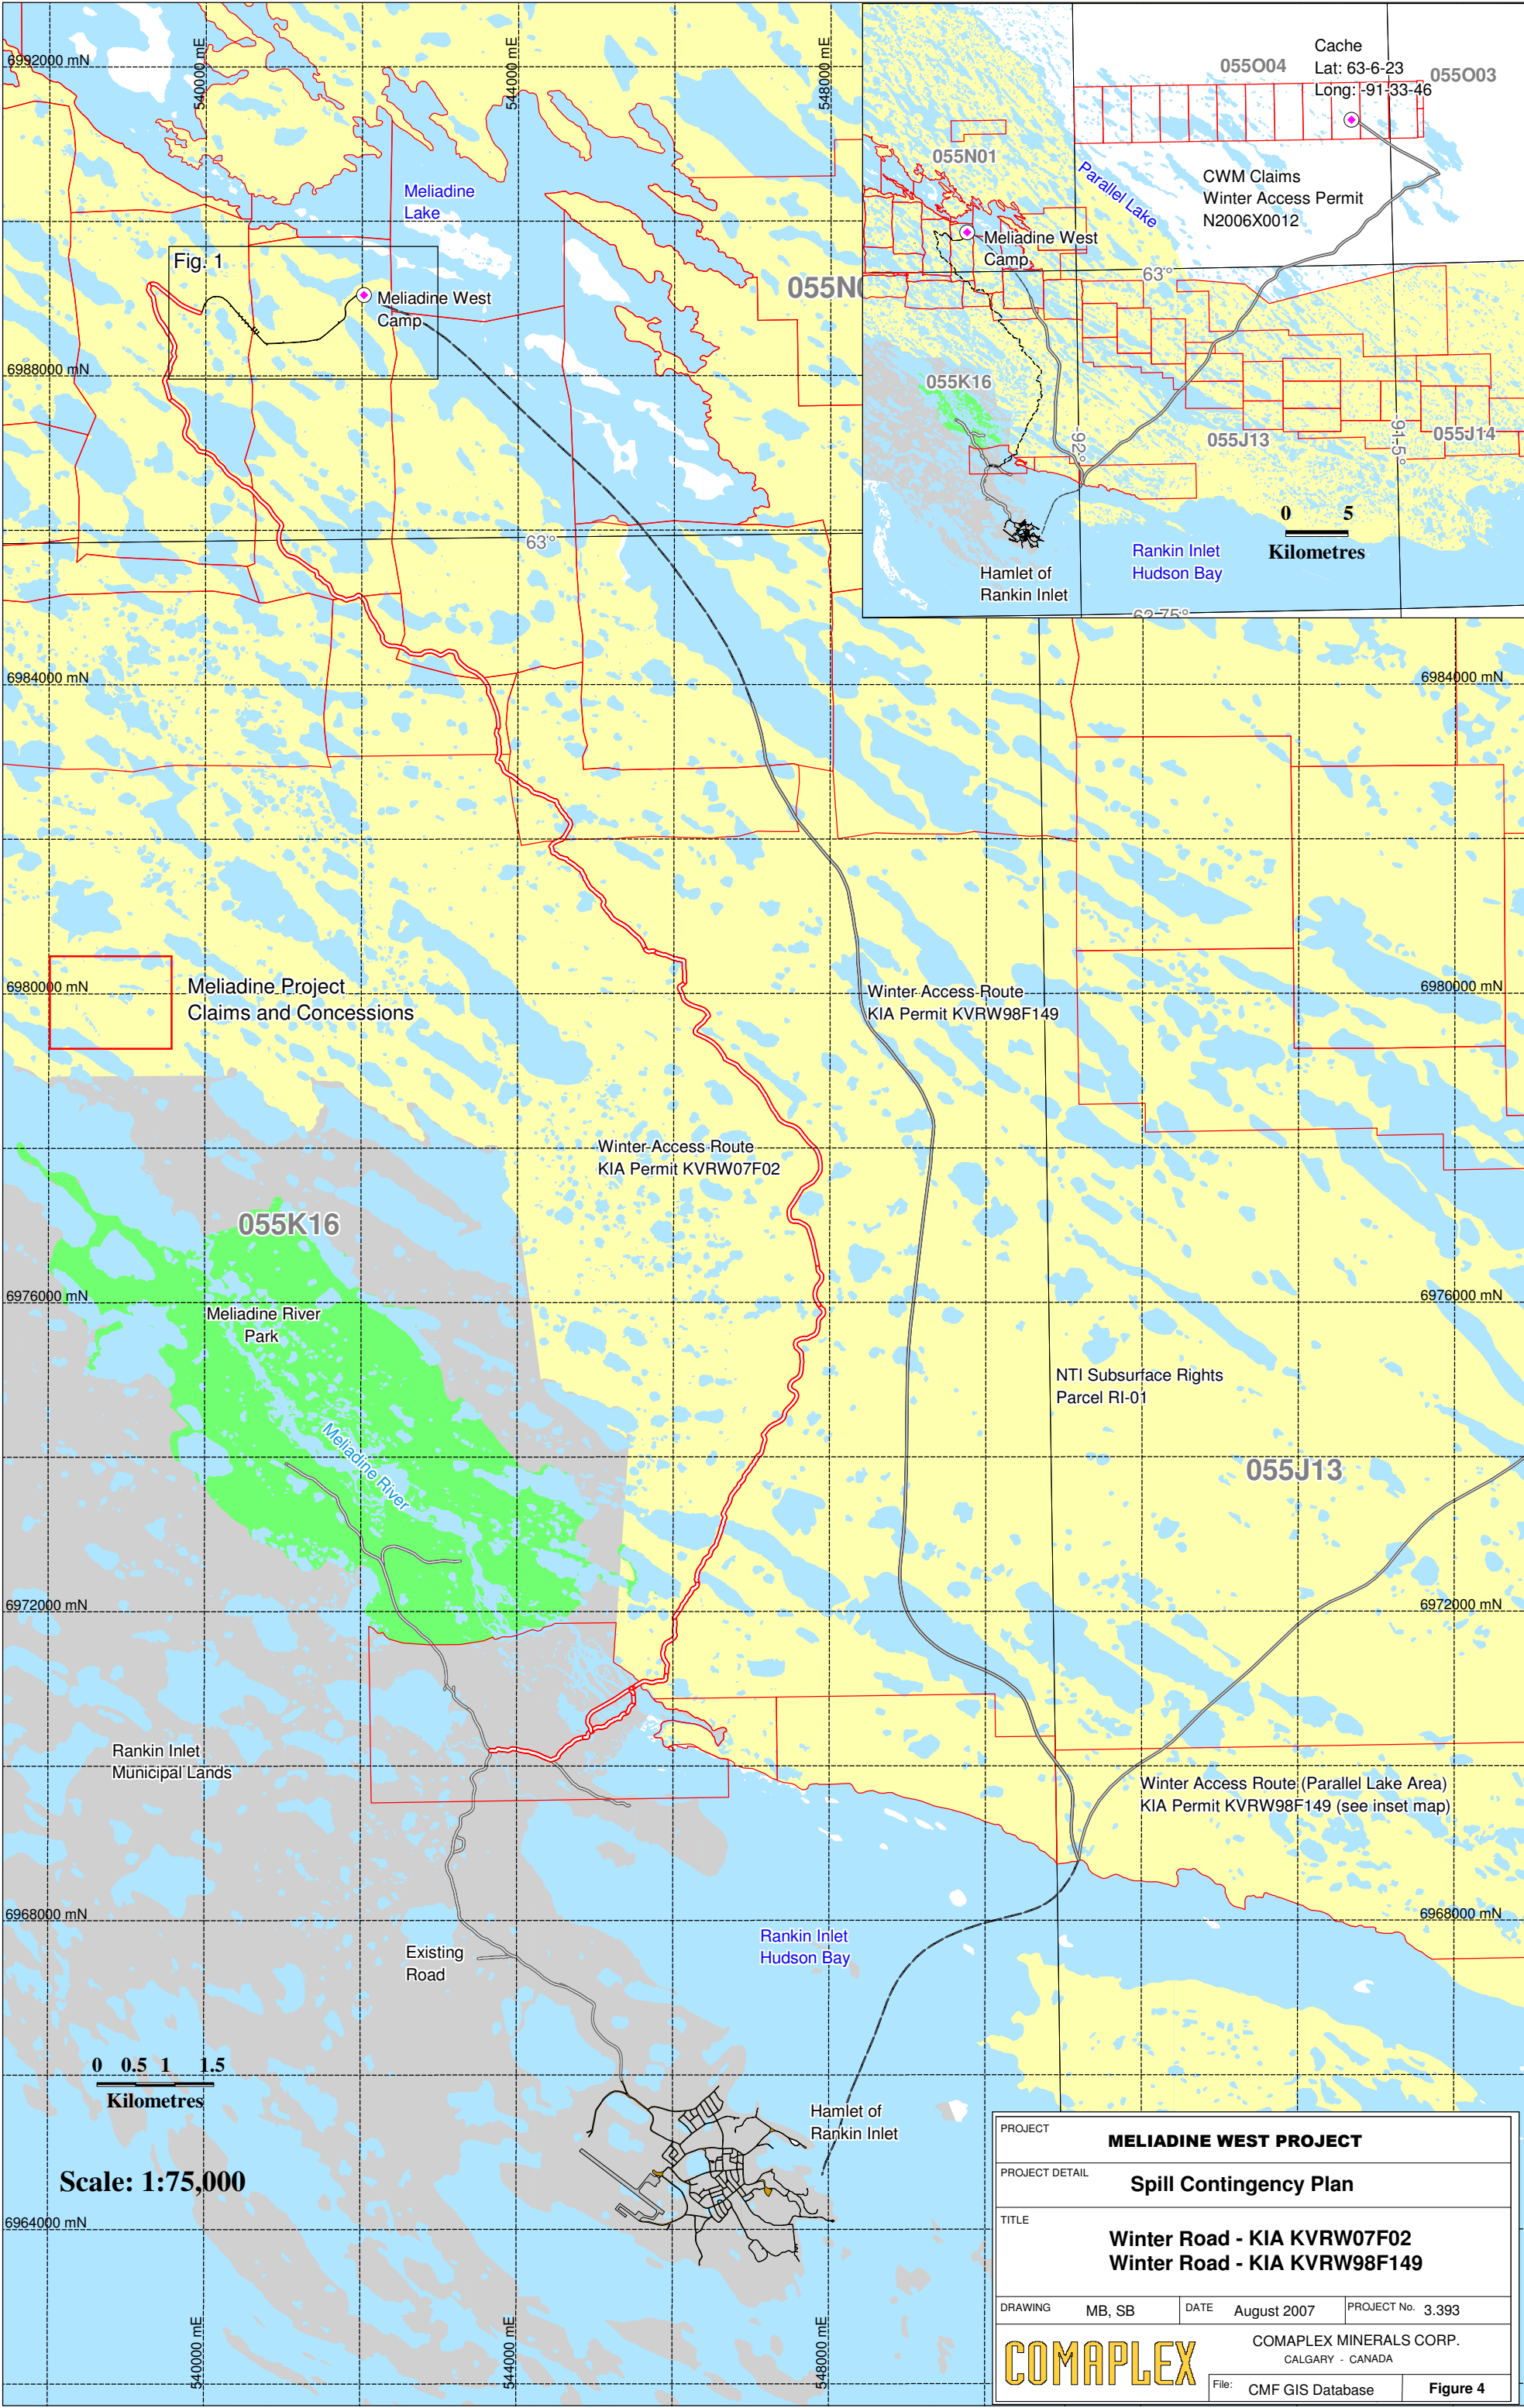 6992000 mN
540000 mE
544000 mE
548000 mE
Meliadine
Lake
Fig. 1
Meliadine West
Camp
055N0
6988000 mN
63°
6984000 mN
6984000 mN
Cache
Lat: 63-6-23
Long: -91-33-46
055O04
055O03
055N01
Parallel Lake
CWM Claims
Winter Access Permit
N2006X0012
Meliadine West
Camp
63°
055K16
-92°
055J13
-91.5°
055J14
0 5
Kilometres
Rankin Inlet
Hudson Bay
Hamlet of
Rankin Inlet
62.75°
6980000 mN
6980000 mN
Meliadine Project
Claims and Concessions
Winter Access Route
KIA Permit KVRW98F149
Winter Access Route
KIA Permit KVRW07F02
055K16
6976000 mN
6976000 mN
Meliadine River
Park
Meliadine River
NTI Subsurface Rights
Parcel RI-01
055J13
6972000 mN
6972000 mN
Rankin Inlet
Municipal Lands
Winter Access Route (Parallel Lake Area)
KIA Permit KVRW98F149 (see inset map)
6968000 mN
6968000 mN
Existing
Road
Rankin Inlet
Hudson Bay
0 0.5 1 1.5
Kilometres
Scale: 1:75,000
Hamlet of
Rankin Inlet
6964000 mN
540000 mE
544000 mE
548000 mE
PROJECT
MELIADINE WEST PROJECT
PROJECT DETAIL
Spill Contingency Plan
TITLE
Winter Road - KIA KVRW07F02
Winter Road - KIA KVRW98F149
DRAWING MB, SB DATE August 2007 PROJECT No. 3.393
COMAPLEX
COMAPLEX MINERALS CORP.
CALGARY - CANADA
File: CMF GIS Database Figure 4